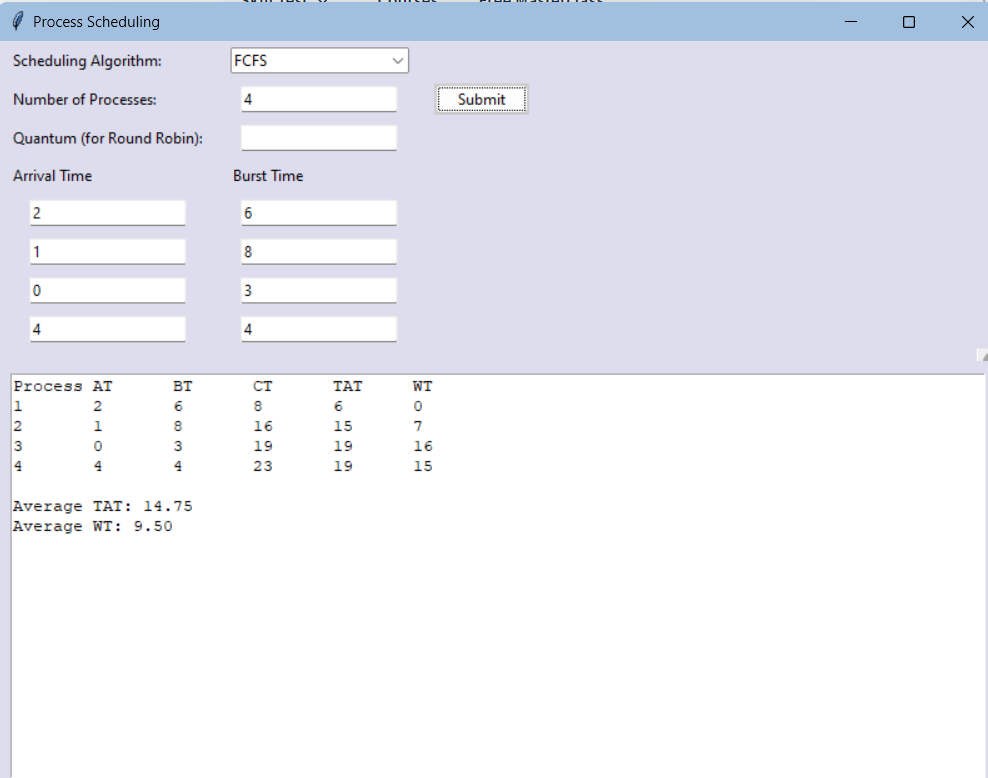 Process Scheduling
Scheduling Algorithm: FCFS
Number of Processes: 4 Submit
Quantum (for Round Robin):
Arrival Time Burst Time
2 6
1 8
0 3
4 4
Process AT BT CT TAT WT
1 2 6 8 6 0
2 1 8 16 15 7
3 0 3 19 19 16
4 4 4 23 19 15
Average TAT: 14.75
Average WT: 9.50